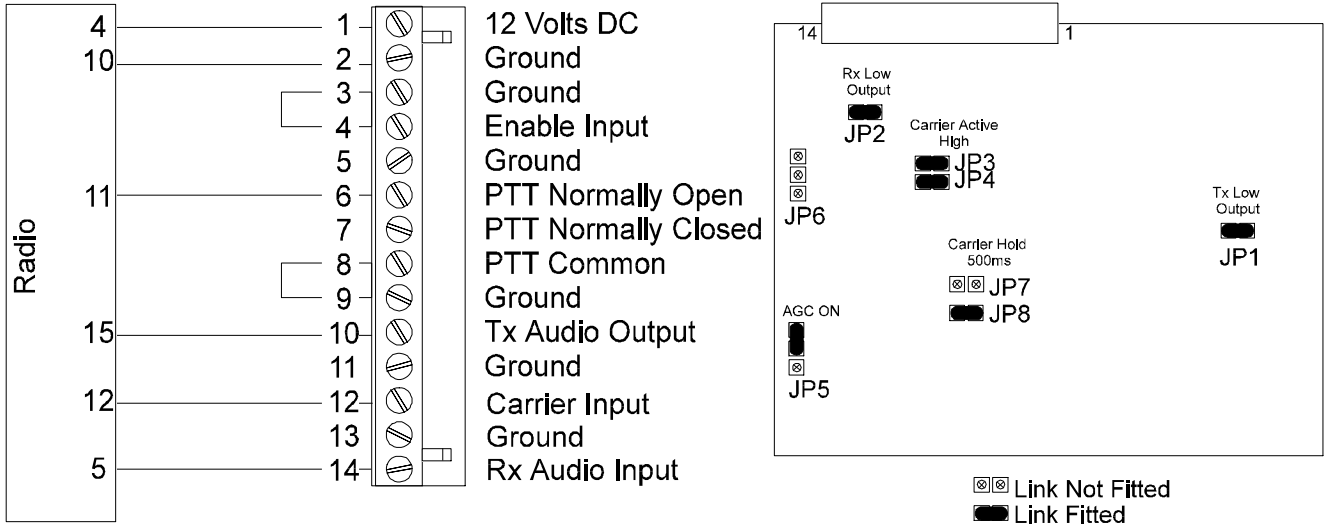 Radio
4 1 12 Volts DC
10 2 Ground
3 Ground
4 Enable Input
5 Ground
11 6 PTT Normally Open
7 PTT Normally Closed
8 PTT Common
9 Ground
15 10 Tx Audio Output
11 Ground
12 12 Carrier Input
13 Ground
5 14 Rx Audio Input
14 1
Rx Low
Output
JP2
Carrier Active
High
JP3
JP4
JP6
Tx Low
Output
JP1
Carrier Hold
500ms
JP7
JP8
AGC ON
JP5
Link Not Fitted
Link Fitted